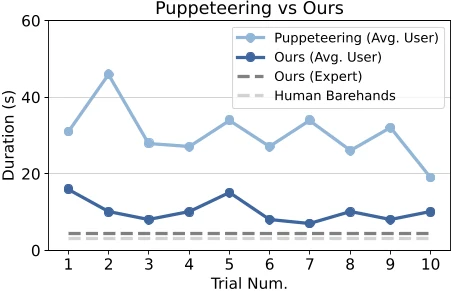 Puppeteering vs Ours
Puppeteering (Avg. User)
Ours (Avg. User)
Ours (Expert)
Human Barehands
Duration (s)
60
40
20
0
1 2 3 4 5 6 7 8 9 10
Trial Num.